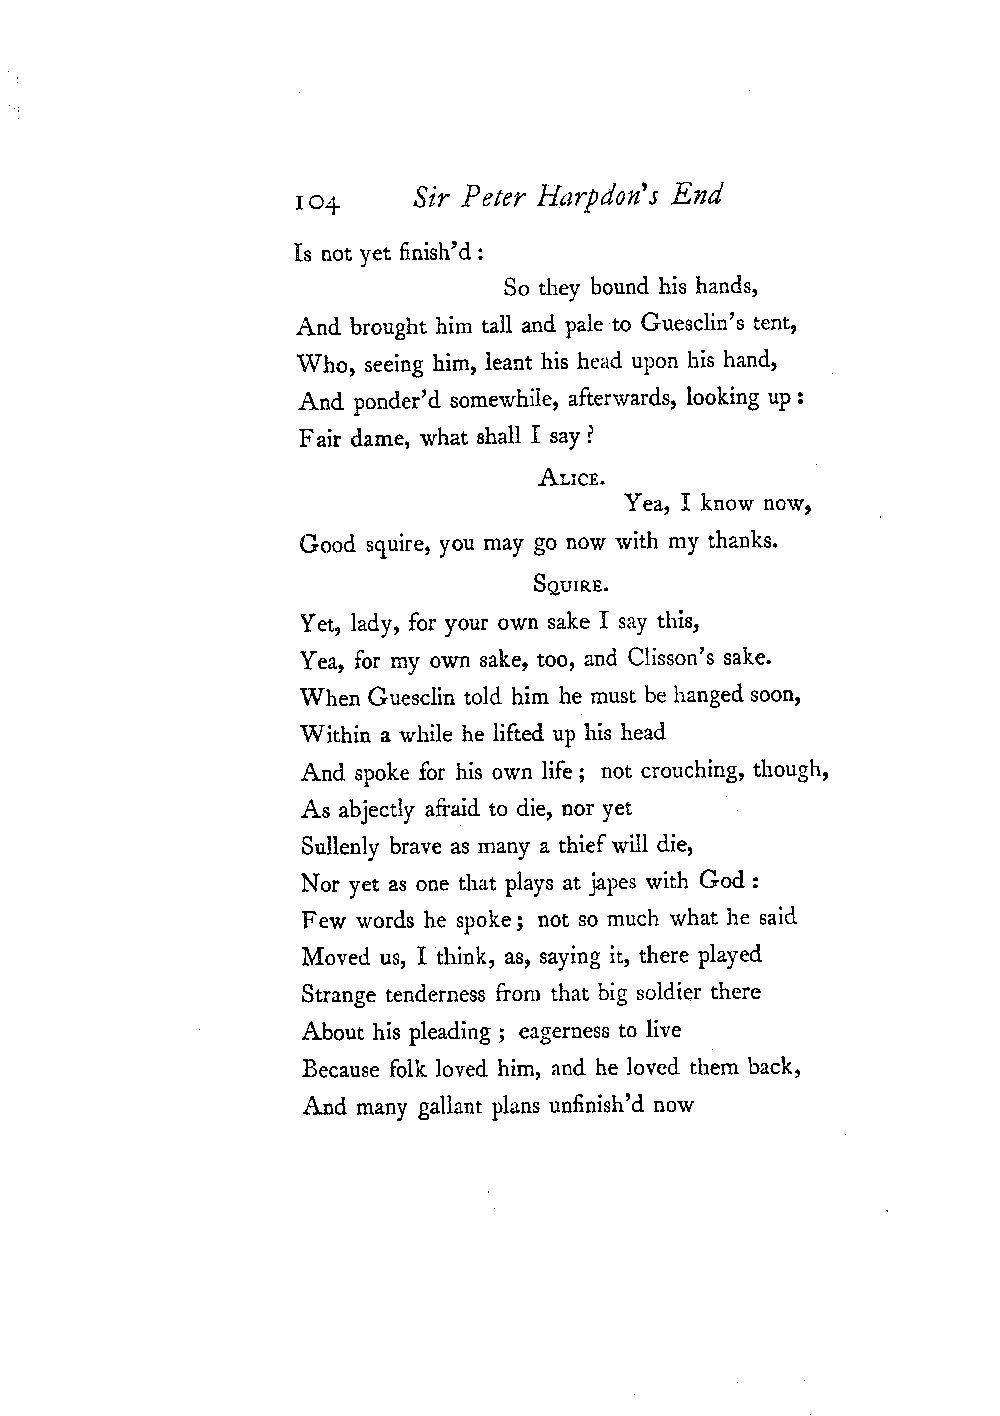 104 Sir Peter Harpdon's End
Is not yet finish'd :
So they bound his hands,
And brought him tall and pale to Guesclin's tent,
Who, seeing him, leant his head upon his hand,
And ponder'd somewhile, afterwards, looking up :
Fair dame, what shall I say ?
ALICE.
Yea, I know now,
Good squire, you may go now with my thanks.
SQUIRE.
Yet, lady, for your own sake I say this,
Yea, for my own sake, too, and Clisson's sake.
When Guesclin told him he must be hanged soon,
Within a while he lifted up his head
And spoke for his own life ; not crouching, though,
As abjectly afraid to die, nor yet
Sullenly brave as many a thief will die,
Nor yet as one that plays at japes with God :
Few words he spoke ; not so much what he said
Moved us, I think, as, saying it, there played
Strange tenderness from that big soldier there
About his pleading ; eagerness to live
Because folk loved him, and he loved them back,
And many gallant plans unfinish'd now